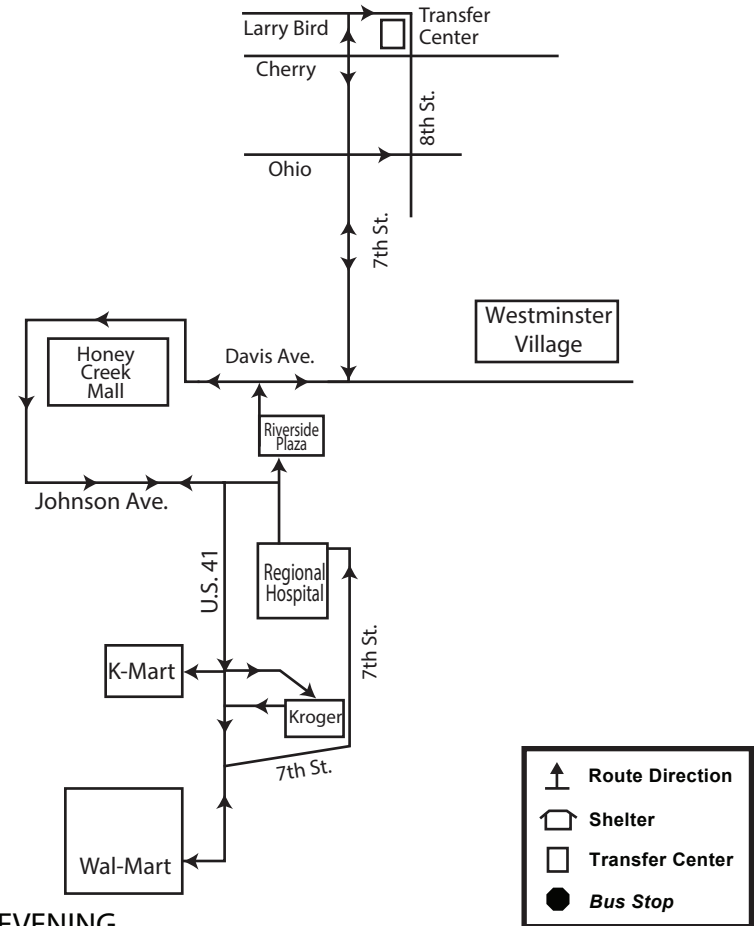 Larry Bird
Transfer
Center
Cherry
8th St.
Ohio
7th St.
Westminster
Village
Honey
Creek
Mall
Davis Ave.
Riverside
Plaza
Johnson Ave.
U.S. 41
Regional
Hospital
7th St.
K-Mart
Kroger
7th St.
Wal-Mart
Route Direction
Shelter
Transfer Center
Bus Stop
EVENING